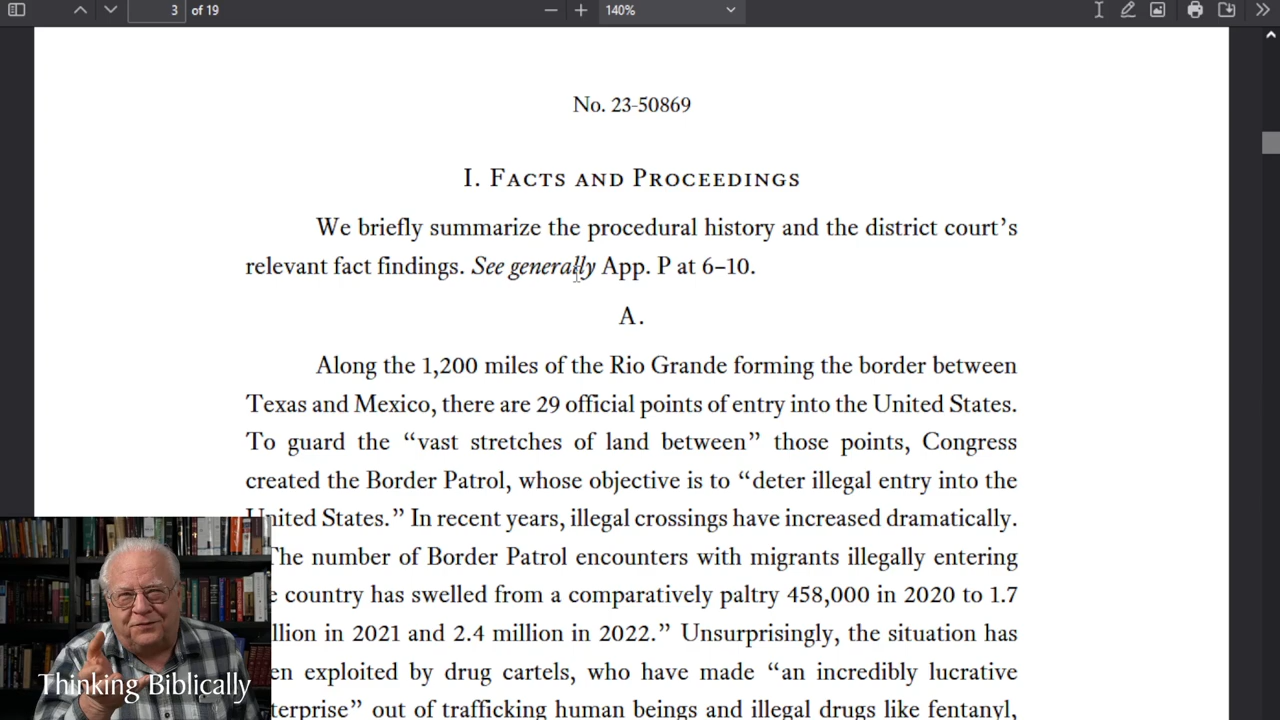 3 of 19
140%
No. 23-50869
I. Facts and Proceedings
We briefly summarize the procedural history and the district court’s
relevant fact findings. See generally App. P at 6–10.
A.
Along the 1,200 miles of the Rio Grande forming the border between
Texas and Mexico, there are 29 official points of entry into the United States.
To guard the “vast stretches of land between” those points, Congress
created the Border Patrol, whose objective is to “deter illegal entry into the
United States.” In recent years, illegal crossings have increased dramatically.
The number of Border Patrol encounters with migrants illegally entering
country has swelled from a comparatively paltry 458,000 in 2020 to 1.7
llion in 2021 and 2.4 million in 2022.” Unsurprisingly, the situation has
en exploited by drug cartels, who have made “an incredibly lucrative
terprise” out of trafficking human beings and illegal drugs like fentanyl,
Thinking Biblically